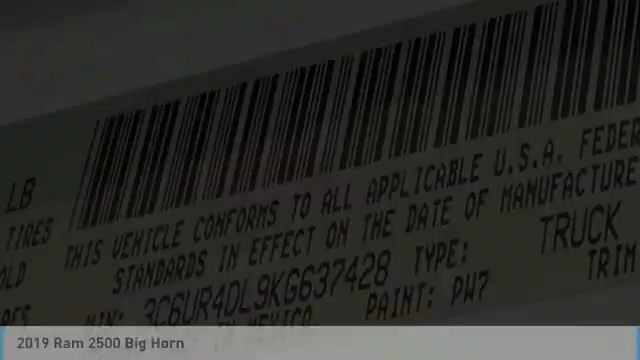 LB
TIRES THIS VEHICLE CONFORMS TO ALL APPLICABLE U.S.A. FEDER
OLD STANDARDS IN EFFECT ON THE DATE OF MANUFACTURE
VIN: 3C6UR4DL9KG637428 TYPE: TRUCK
IN MEXICO PAINT: PW7 TRIM
2019 Ram 2500 Big Horn